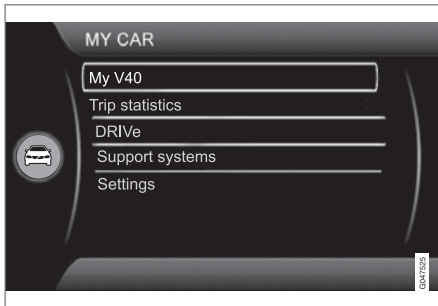 MY CAR
My V40
Trip statistics
DRIVe
Support systems
Settings
G047525